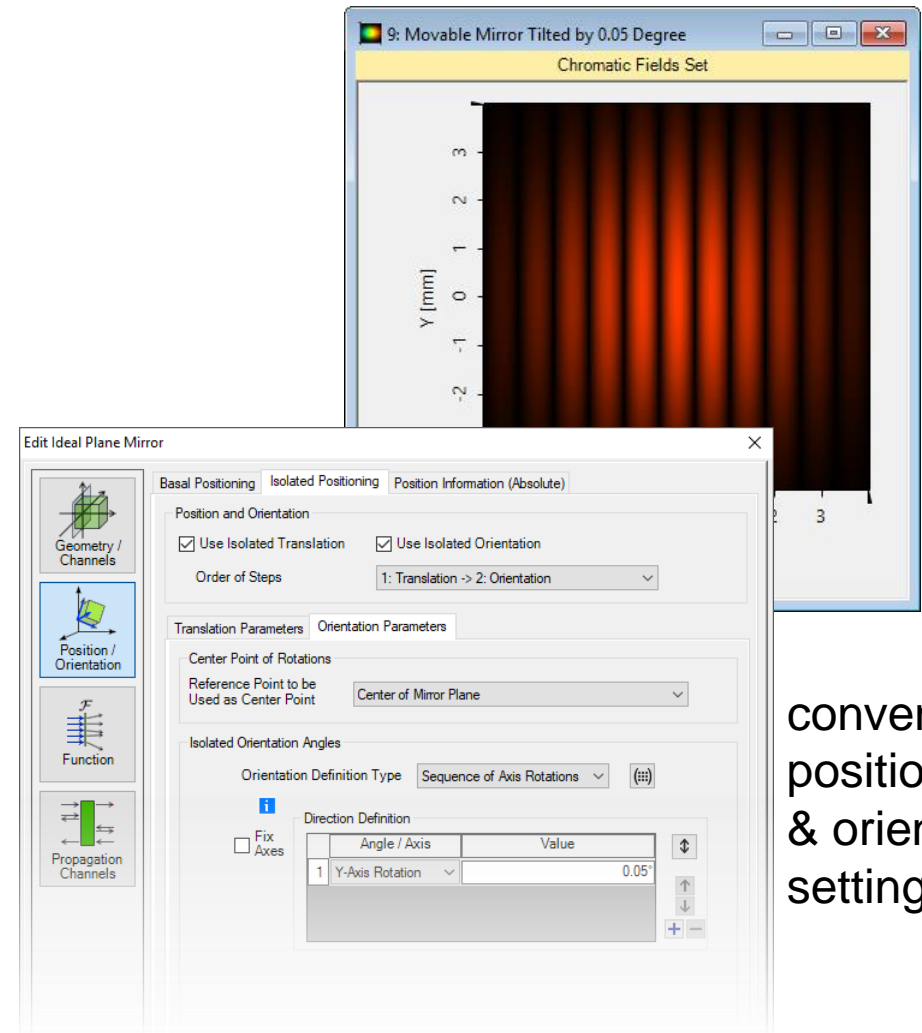 9: Movable Mirror Tilted by 0.05 Degree
Chromatic Fields Set
3
2
1
0
-1
-2
Y [mm]
3
Edit Ideal Plane Mirror
Geometry /
Channels
Position /
Orientation
F
Function
Propagation
Channels
Basal Positioning Isolated Positioning Position Information (Absolute)
Position and Orientation
Use Isolated Translation Use Isolated Orientation
Order of Steps 1: Translation -> 2: Orientation
Translation Parameters Orientation Parameters
Center Point of Rotations
Reference Point to be
Used as Center Point Center of Mirror Plane
Isolated Orientation Angles
Orientation Definition Type Sequence of Axis Rotations
i
Fix
Axes
Direction Definition
Angle / Axis Value
1 Y-Axis Rotation 0.05°
conver
positio
& orien
setting